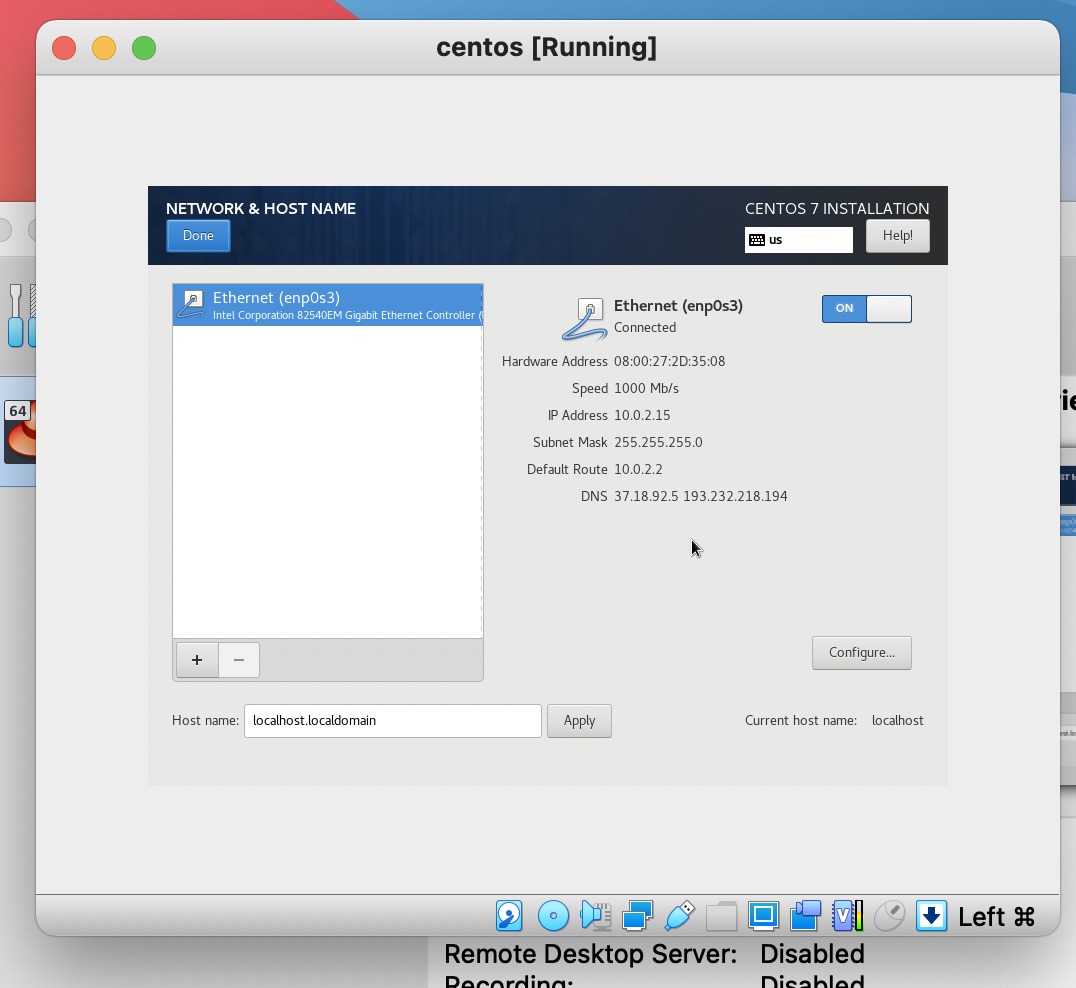 centos [Running]
NETWORK & HOST NAME
CENTOS 7 INSTALLATION
Done
us
Help!
Ethernet (enp0s3)
Intel Corporation 82540EM Gigabit Ethernet Controller (
Ethernet (enp0s3)
Connected
ON
Hardware Address 08:00:27:2D:35:08
Speed 1000 Mb/s
IP Address 10.0.2.15
Subnet Mask 255.255.255.0
Default Route 10.0.2.2
DNS 37.18.92.5 193.232.218.194
64
+
−
Configure...
Host name: localhost.localdomain
Apply
Current host name: localhost
V
Left ⌘
Remote Desktop Server: Disabled
Recording: Disabled